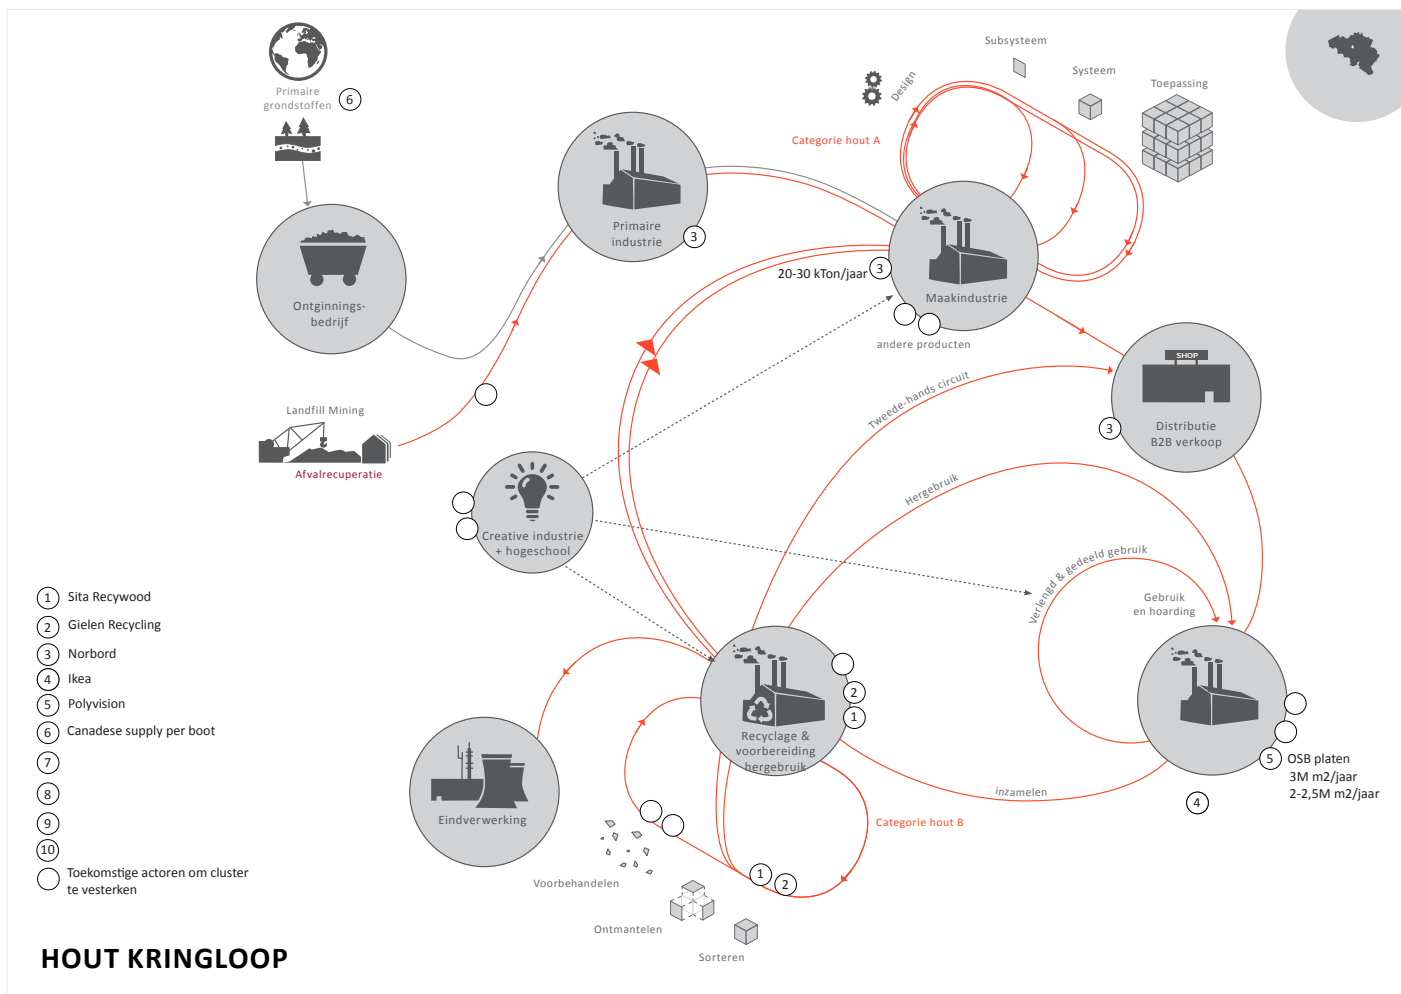 Primaire
grondstoffen
6
Ontginnings-
bedrijf
Landfill Mining
Afvalrecuperatie
Primaire
industrie
3
Categorie hout A
Design
Subsysteem
Systeem
Toepassing
20-30 kTon/jaar
3
Maakindustrie
andere producten
SHOP
Distributie
B2B verkoop
3
Tweede-hands circuit
Hergebruik
Verlengd & gedeeld gebruik
Gebruik
en hoarding
Creative industrie
+ hogeschool
Recyclage &
voorbereiding
hergebruik
2
1
inzamelen
5
OSB platen
3M m2/jaar
2-2,5M m2/jaar
4
Categorie hout B
Eindverwerking
1
2
Voorbehandelen
Ontmantelen
Sorteren
1 Sita Recywood
2 Gielen Recycling
3 Norbord
4 Ikea
5 Polyvision
6 Canadese supply per boot
7
8
9
10
Toekomstige actoren om cluster
te vesterken
HOUT KRINGLOOP